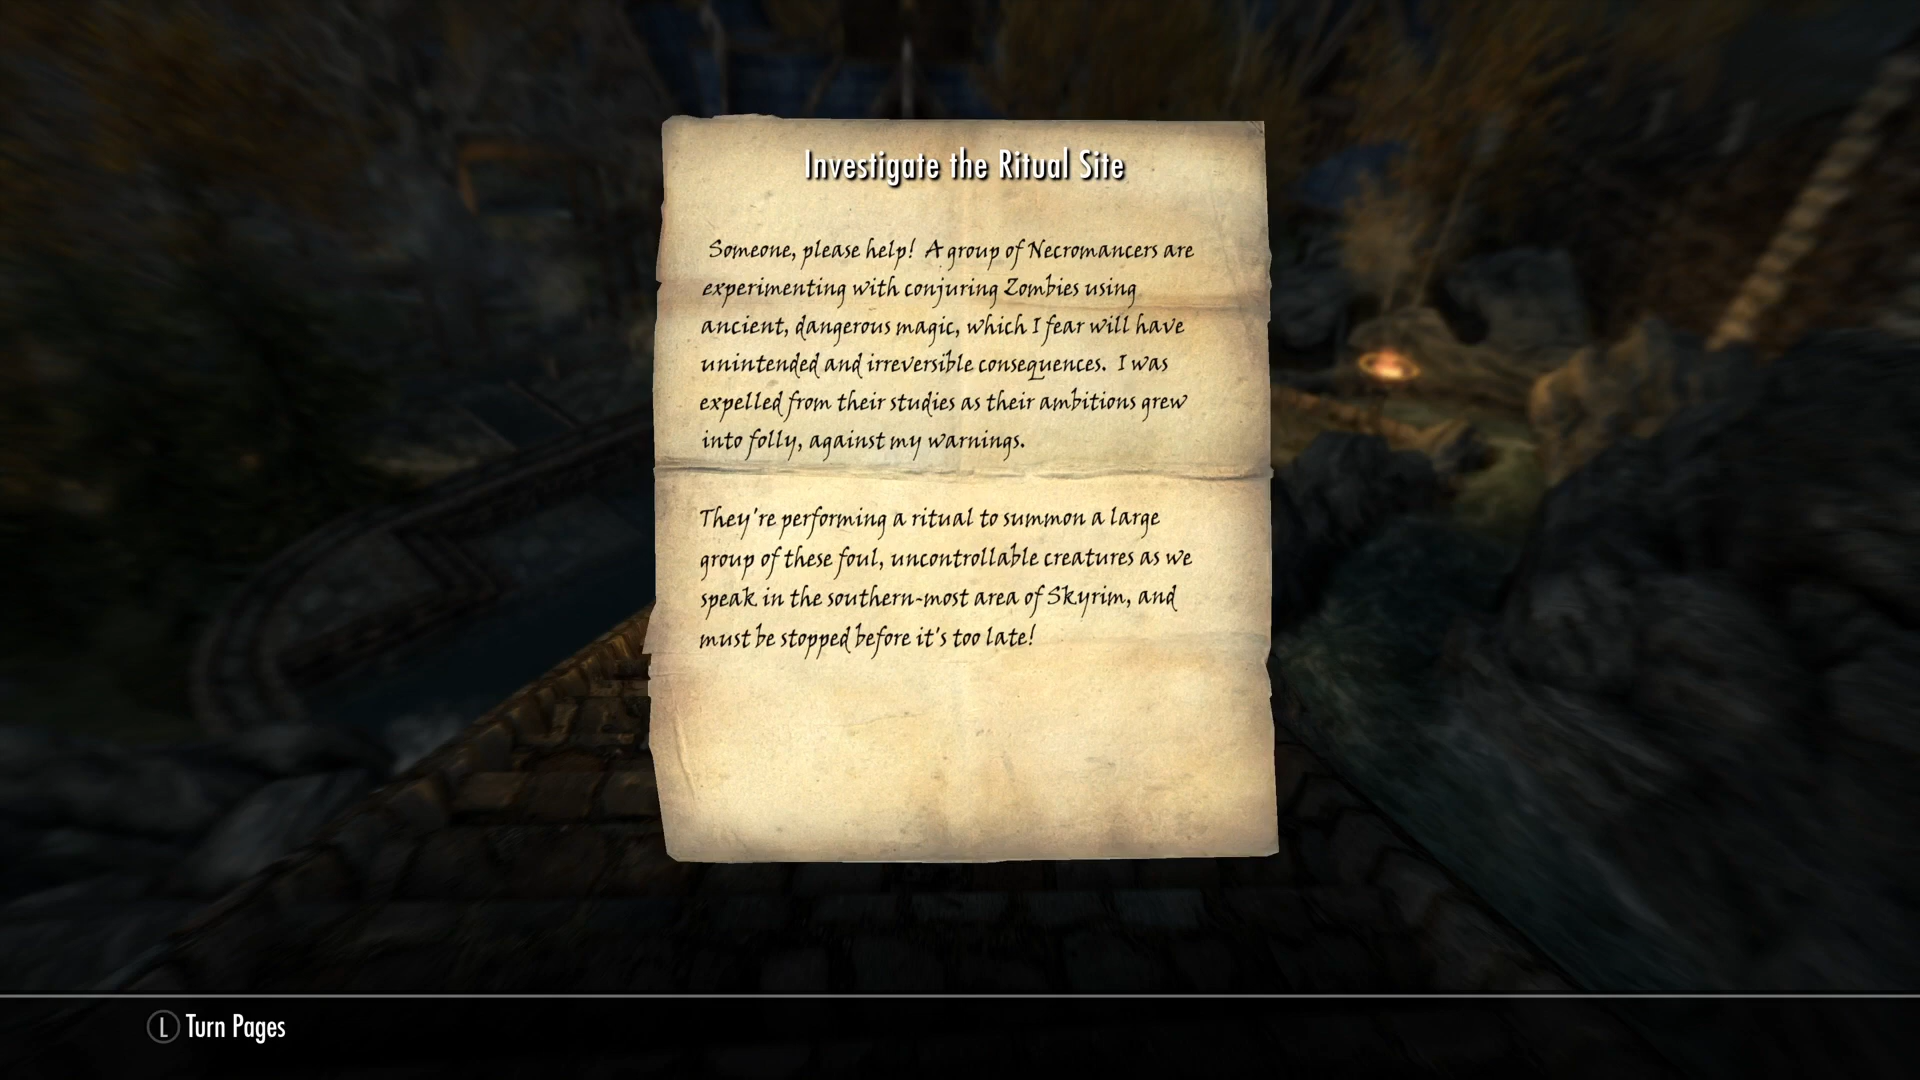 Investigate the Ritual Site
Someone, please help! A group of Necromancers are
experimenting with conjuring Zombies using
ancient, dangerous magic, which I fear will have
unintended and irreversible consequences. I was
expelled from their studies as their ambitions grew
into folly, against my warnings.
They're performing a ritual to summon a large
group of these foul, uncontrollable creatures as we
speak in the southern-most area of Skyrim, and
must be stopped before it's too late!
L Turn Pages